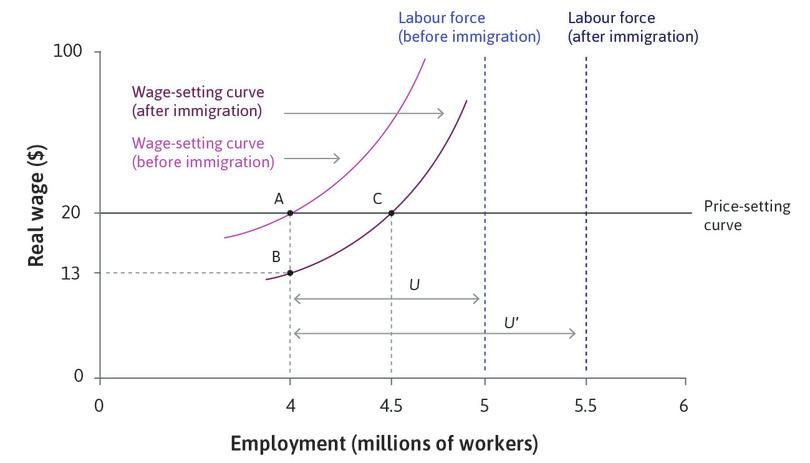 Labour force
(before immigration)
Labour force
(after immigration)
100
Wage-setting curve
(after immigration)
Wage-setting curve
(before immigration)
A
C
20
Price-setting
curve
B
13
U
U′
0
0
4
4.5
5
5.5
6
Real wage ($)
Employment (millions of workers)